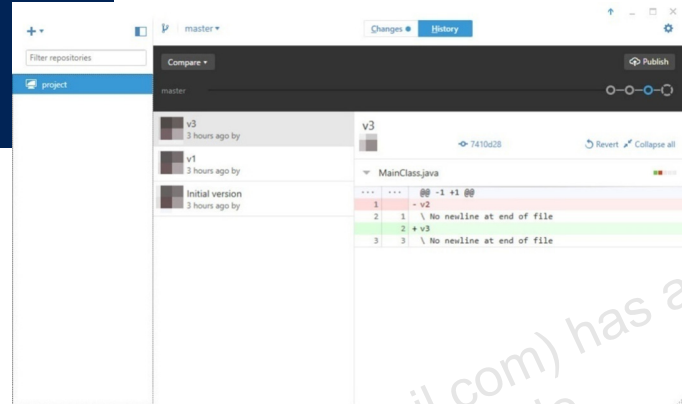 master
Changes
History
Filter repositories
Compare
Publish
project
master
v3
3 hours ago by
v1
3 hours ago by
Initial version
3 hours ago by
v3
7410d28
Revert
Collapse all
MainClass.java
... ... @@ -1 +1 @@
1 - v2
2 1 \ No newline at end of file
2 + v3
3 3 \ No newline at end of file
il.com) has a